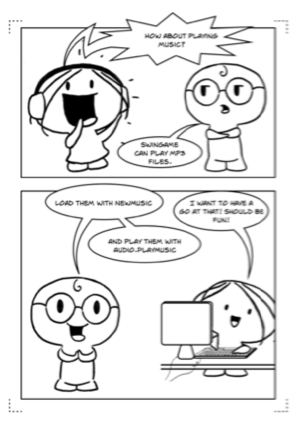 HOW ABOUT PLAYING
MUSIC?
SWINGAME
CAN PLAY MP3
FILES.
LOAD THEM WITH NEWMUSIC
AND PLAY THEM WITH
AUDIO.PLAYMUSIC
I WANT TO HAVE A
GO AT THAT! SHOULD BE
FUN!